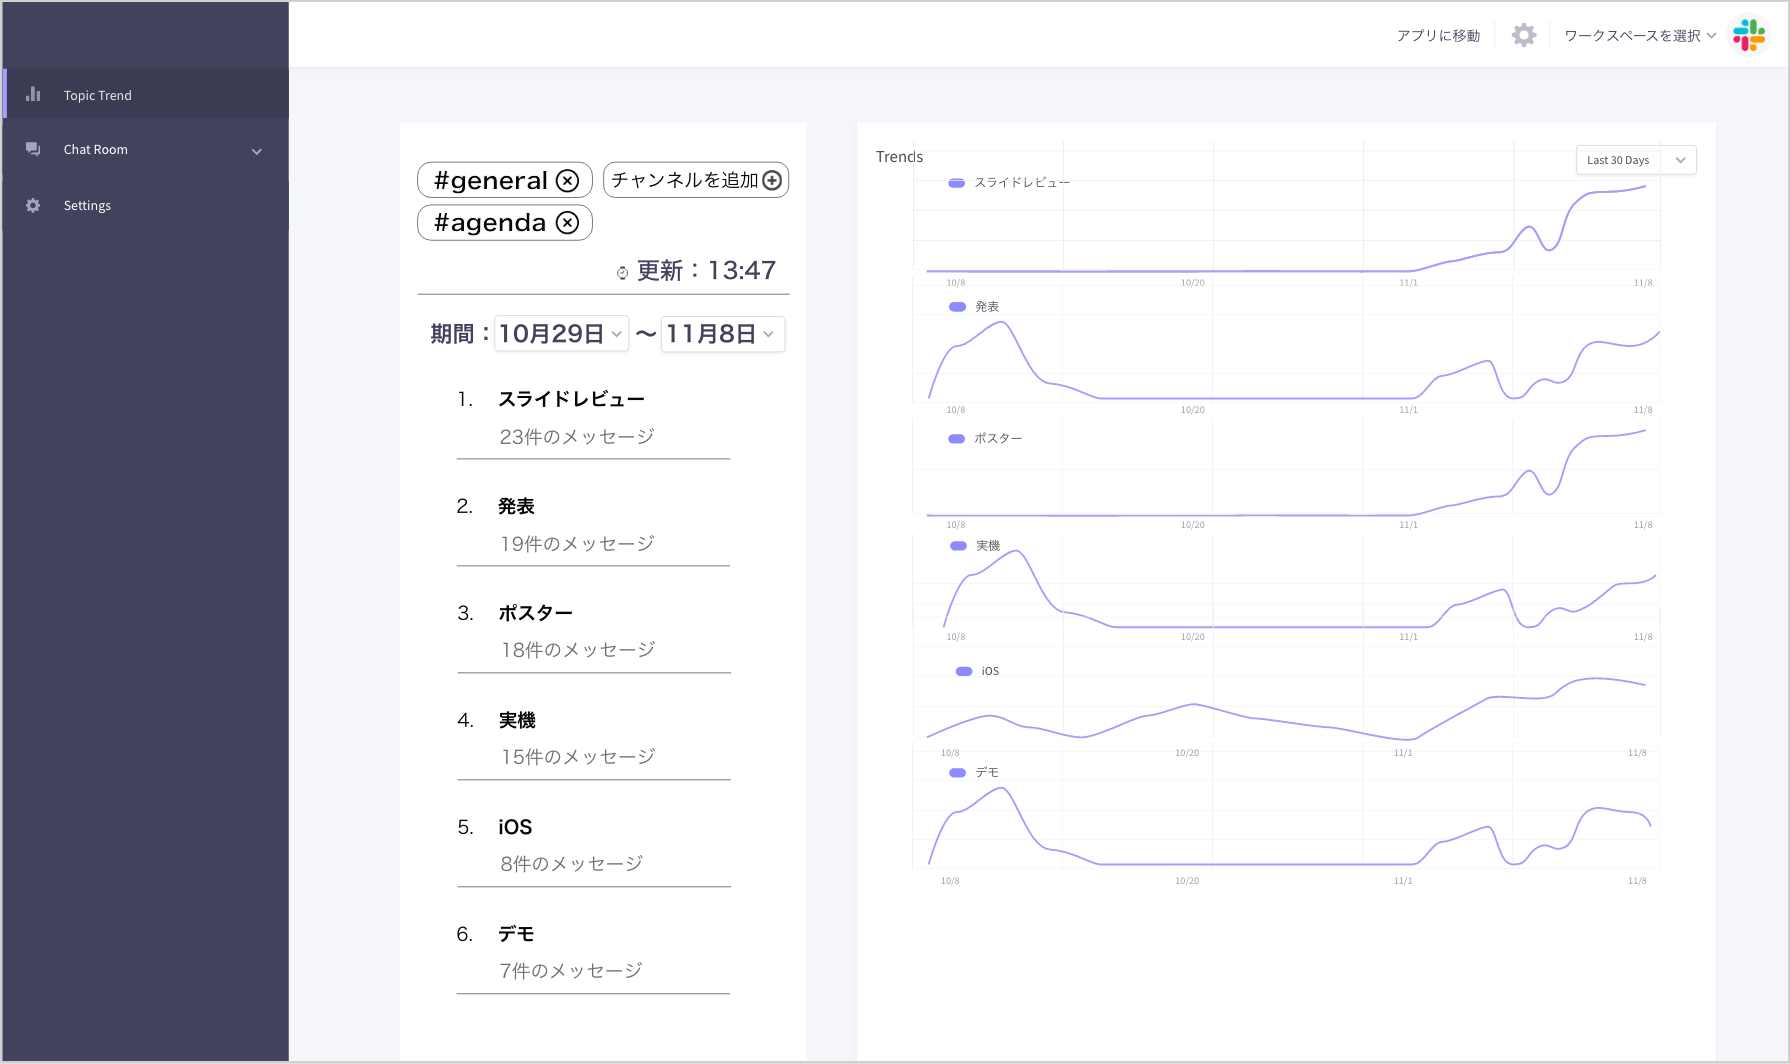 アプリに移動
ワークスペースを選択
Topic Trend
Chat Room
Settings
#general
チャンネルを追加
#agenda
更新：13:47
期間：10月29日 〜 11月8日
1. スライドレビュー
23件のメッセージ
2. 発表
19件のメッセージ
3. ポスター
18件のメッセージ
4. 実機
15件のメッセージ
5. iOS
8件のメッセージ
6. デモ
7件のメッセージ
Trends
Last 30 Days
スライドレビュー
10/8 10/20 11/1 11/8
発表
10/8 10/20 11/1 11/8
ポスター
10/8 10/20 11/1 11/8
実機
10/8 10/20 11/1 11/8
iOS
10/8 10/20 11/1 11/8
デモ
10/8 10/20 11/1 11/8